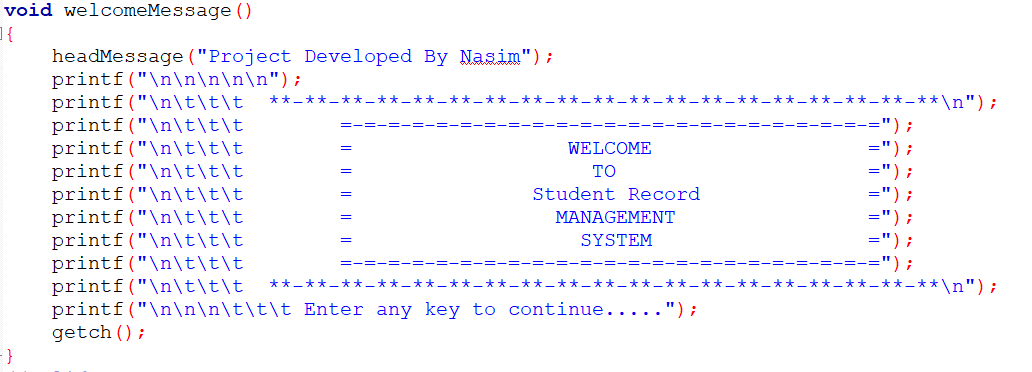 void welcomeMessage()
{
    headMessage("Project Developed By Nasim");
    printf("\n\n\n\n\n");
    printf("\n\t\t\t  **-**-**-**-**-**-**-**-**-**-**-**-**-**-**-**-**-**-**\n");
    printf("\n\t\t\t        =-=-=-=-=-=-=-=-=-=-=-=-=-=-=-=-=-=-=-=-=-=-=");
    printf("\n\t\t\t        =                  WELCOME                  =");
    printf("\n\t\t\t        =                    TO                     =");
    printf("\n\t\t\t        =               Student Record              =");
    printf("\n\t\t\t        =                 MANAGEMENT                =");
    printf("\n\t\t\t        =                   SYSTEM                  =");
    printf("\n\t\t\t        =-=-=-=-=-=-=-=-=-=-=-=-=-=-=-=-=-=-=-=-=-=-=");
    printf("\n\t\t\t  **-**-**-**-**-**-**-**-**-**-**-**-**-**-**-**-**-**-**\n");
    printf("\n\n\n\t\t\t Enter any key to continue.....");
    getch();
}